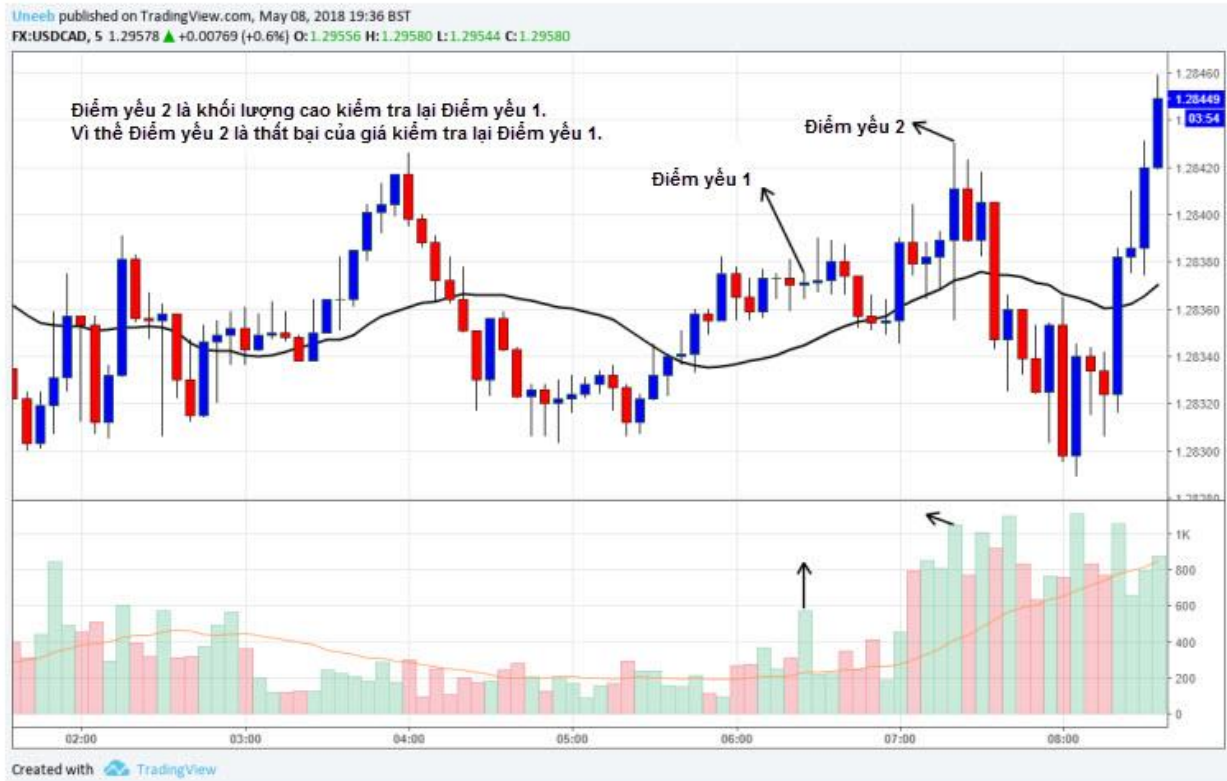 Uneeb published on TradingView.com, May 08, 2018 19:36 BST
FX:USDCAD, 5 1.29578 ▲ +0.00769 (+0.6%) O:1.29556 H:1.29580 L:1.29544 C:1.29580
Điểm yếu 2 là khối lượng cao kiểm tra lại Điểm yếu 1.
Vì thế Điểm yếu 2 là thất bại của giá kiểm tra lại Điểm yếu 1.
Điểm yếu 2
Điểm yếu 1
1.28460
1.28449
03:54
1.28420
1.28400
1.28380
1.28360
1.28340
1.28320
1.28300
1.28280
1K
800
600
400
200
0
02:00 03:00 04:00 05:00 06:00 07:00 08:00
Created with TradingView